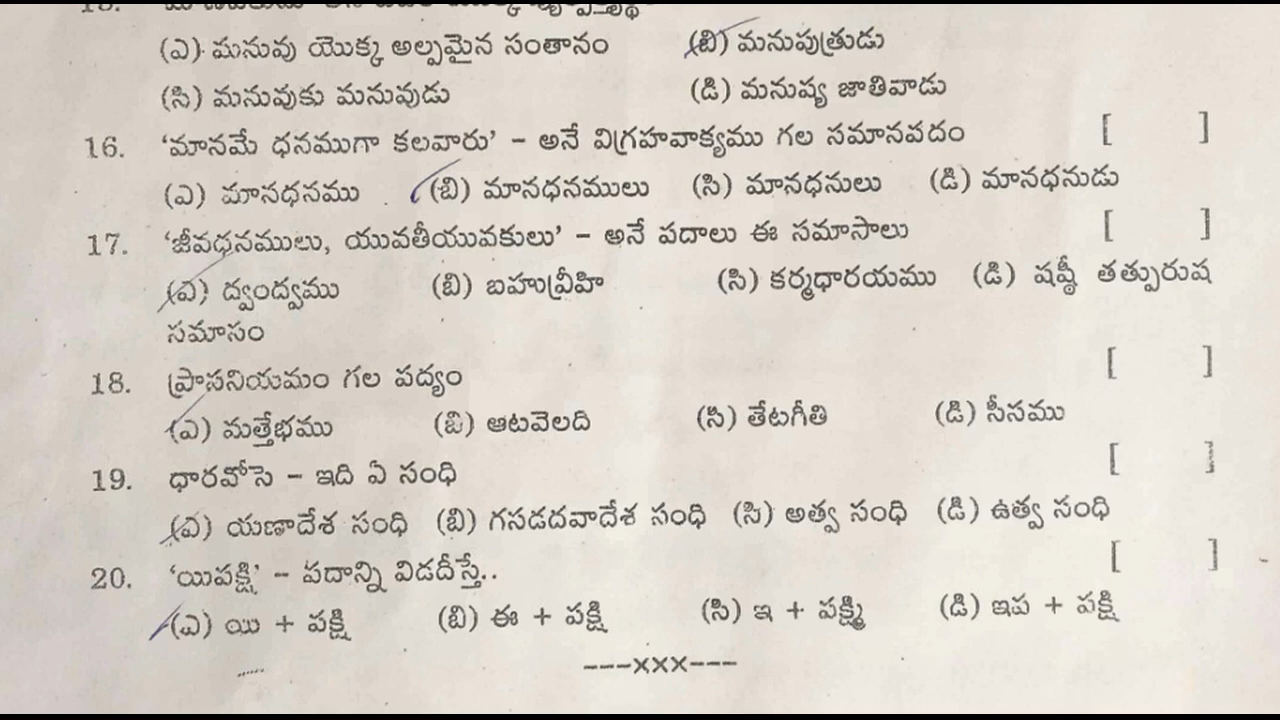 (ఎ) మనువు యొక్క అల్పమైన సంతానం (బి) మనుపుత్రుడు
(సి) మనువుకు మనువుడు (డి) మనుష్య జాతివాడు
16. ‘మానమే ధనముగా కలవారు’ – అనే విగ్రహవాక్యము గల సమానపదం [ ]
(ఎ) మానధనము (బి) మానధనములు (సి) మానధనులు (డి) మానధనుడు
17. ‘జీవధనములు, యువతీయువకులు’ – అనే పదాలు ఈ సమాసాలు [ ]
(ఎ) ద్వంద్వము (బి) బహువ్రీహి (సి) కర్మధారయము (డి) షష్ఠీ తత్పురుష
సమాసం
18. ప్రాసనియమం గల పద్యం [ ]
(ఎ) మత్తేభము (బి) ఆటవెలది (సి) తేటగీతి (డి) సీసము
19. ధారవోసె – ఇది ఏ సంధి [ ]
(ఎ) యణాదేశ సంధి (బి) గసడదవాదేశ సంధి (సి) అత్వ సంధి (డి) ఉత్వ సంధి
20. ‘యిపక్షి’ – పదాన్ని విడదీస్తే.. [ ]
(ఎ) యి + పక్షి (బి) ఈ + పక్షి (సి) ఇ + పక్ష్మి (డి) ఇప + పక్షి
---xxx---